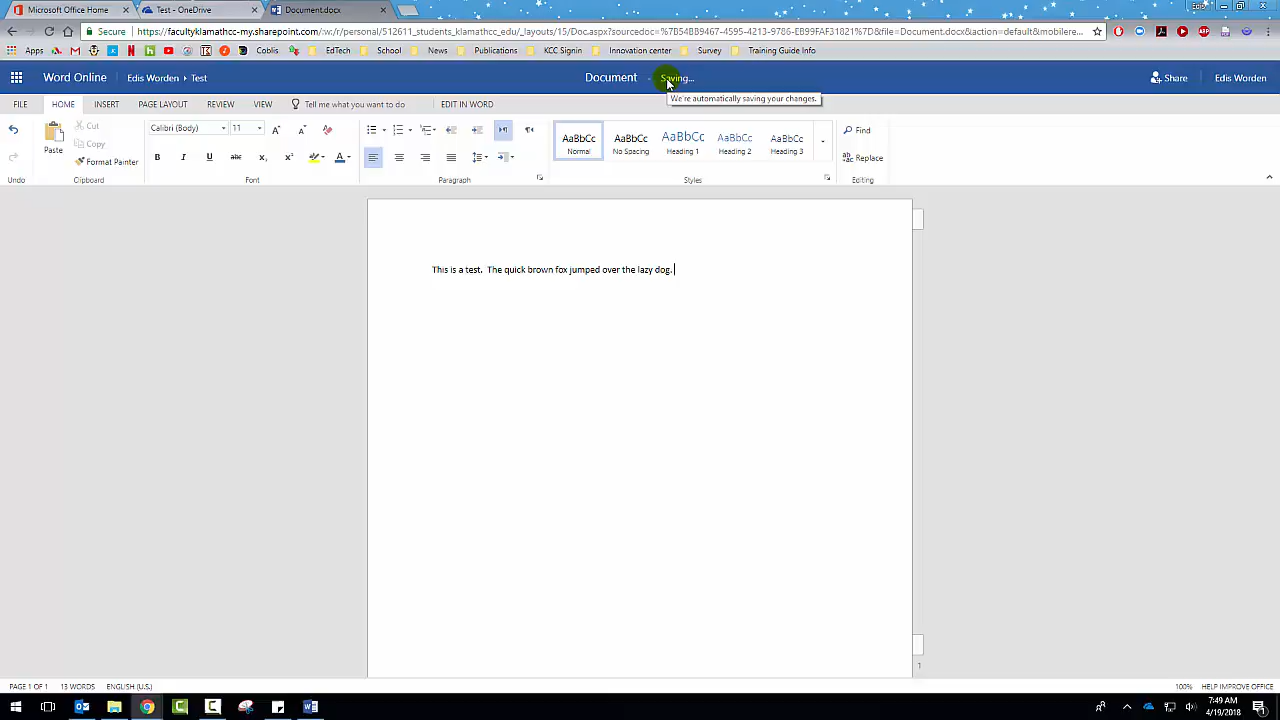 Microsoft Office Home
Test - OneDrive
Document.docx
Edis
Secure
https://facultyklamathcc-my.sharepoint.com/:w:/r/personal/512611_students_klamathcc_edu/_layouts/15/Doc.aspx?sourcedoc=%7B54BB9467-4595-4213-9786-EB99FAF31821%7D&file=Document.docx&action=default&mobilere...
Apps
Coblis
EdTech
School
News
Publications
KCC Signin
Innovation center
Survey
Training Guide Info
Word Online
Edis Worden
Test
Document
-
Saving...
Share
Edis Worden
We're automatically saving your changes.
FILE
HOME
INSERT
PAGE LAYOUT
REVIEW
VIEW
Tell me what you want to do
EDIT IN WORD
Paste
Cut
Copy
Format Painter
Calibri (Body)
11
AaBbCc
Normal
AaBbCc
No Spacing
AaBbCc
Heading 1
AaBbCc
Heading 2
AaBbCc
Heading 3
Find
Replace
Undo
Clipboard
Font
Paragraph
Styles
Editing
This is a test.  The quick brown fox jumped over the lazy dog.
1
PAGE 1 OF 1
13 WORDS
ENGLISH (U.S.)
100%
HELP IMPROVE OFFICE
7:49 AM
4/19/2018